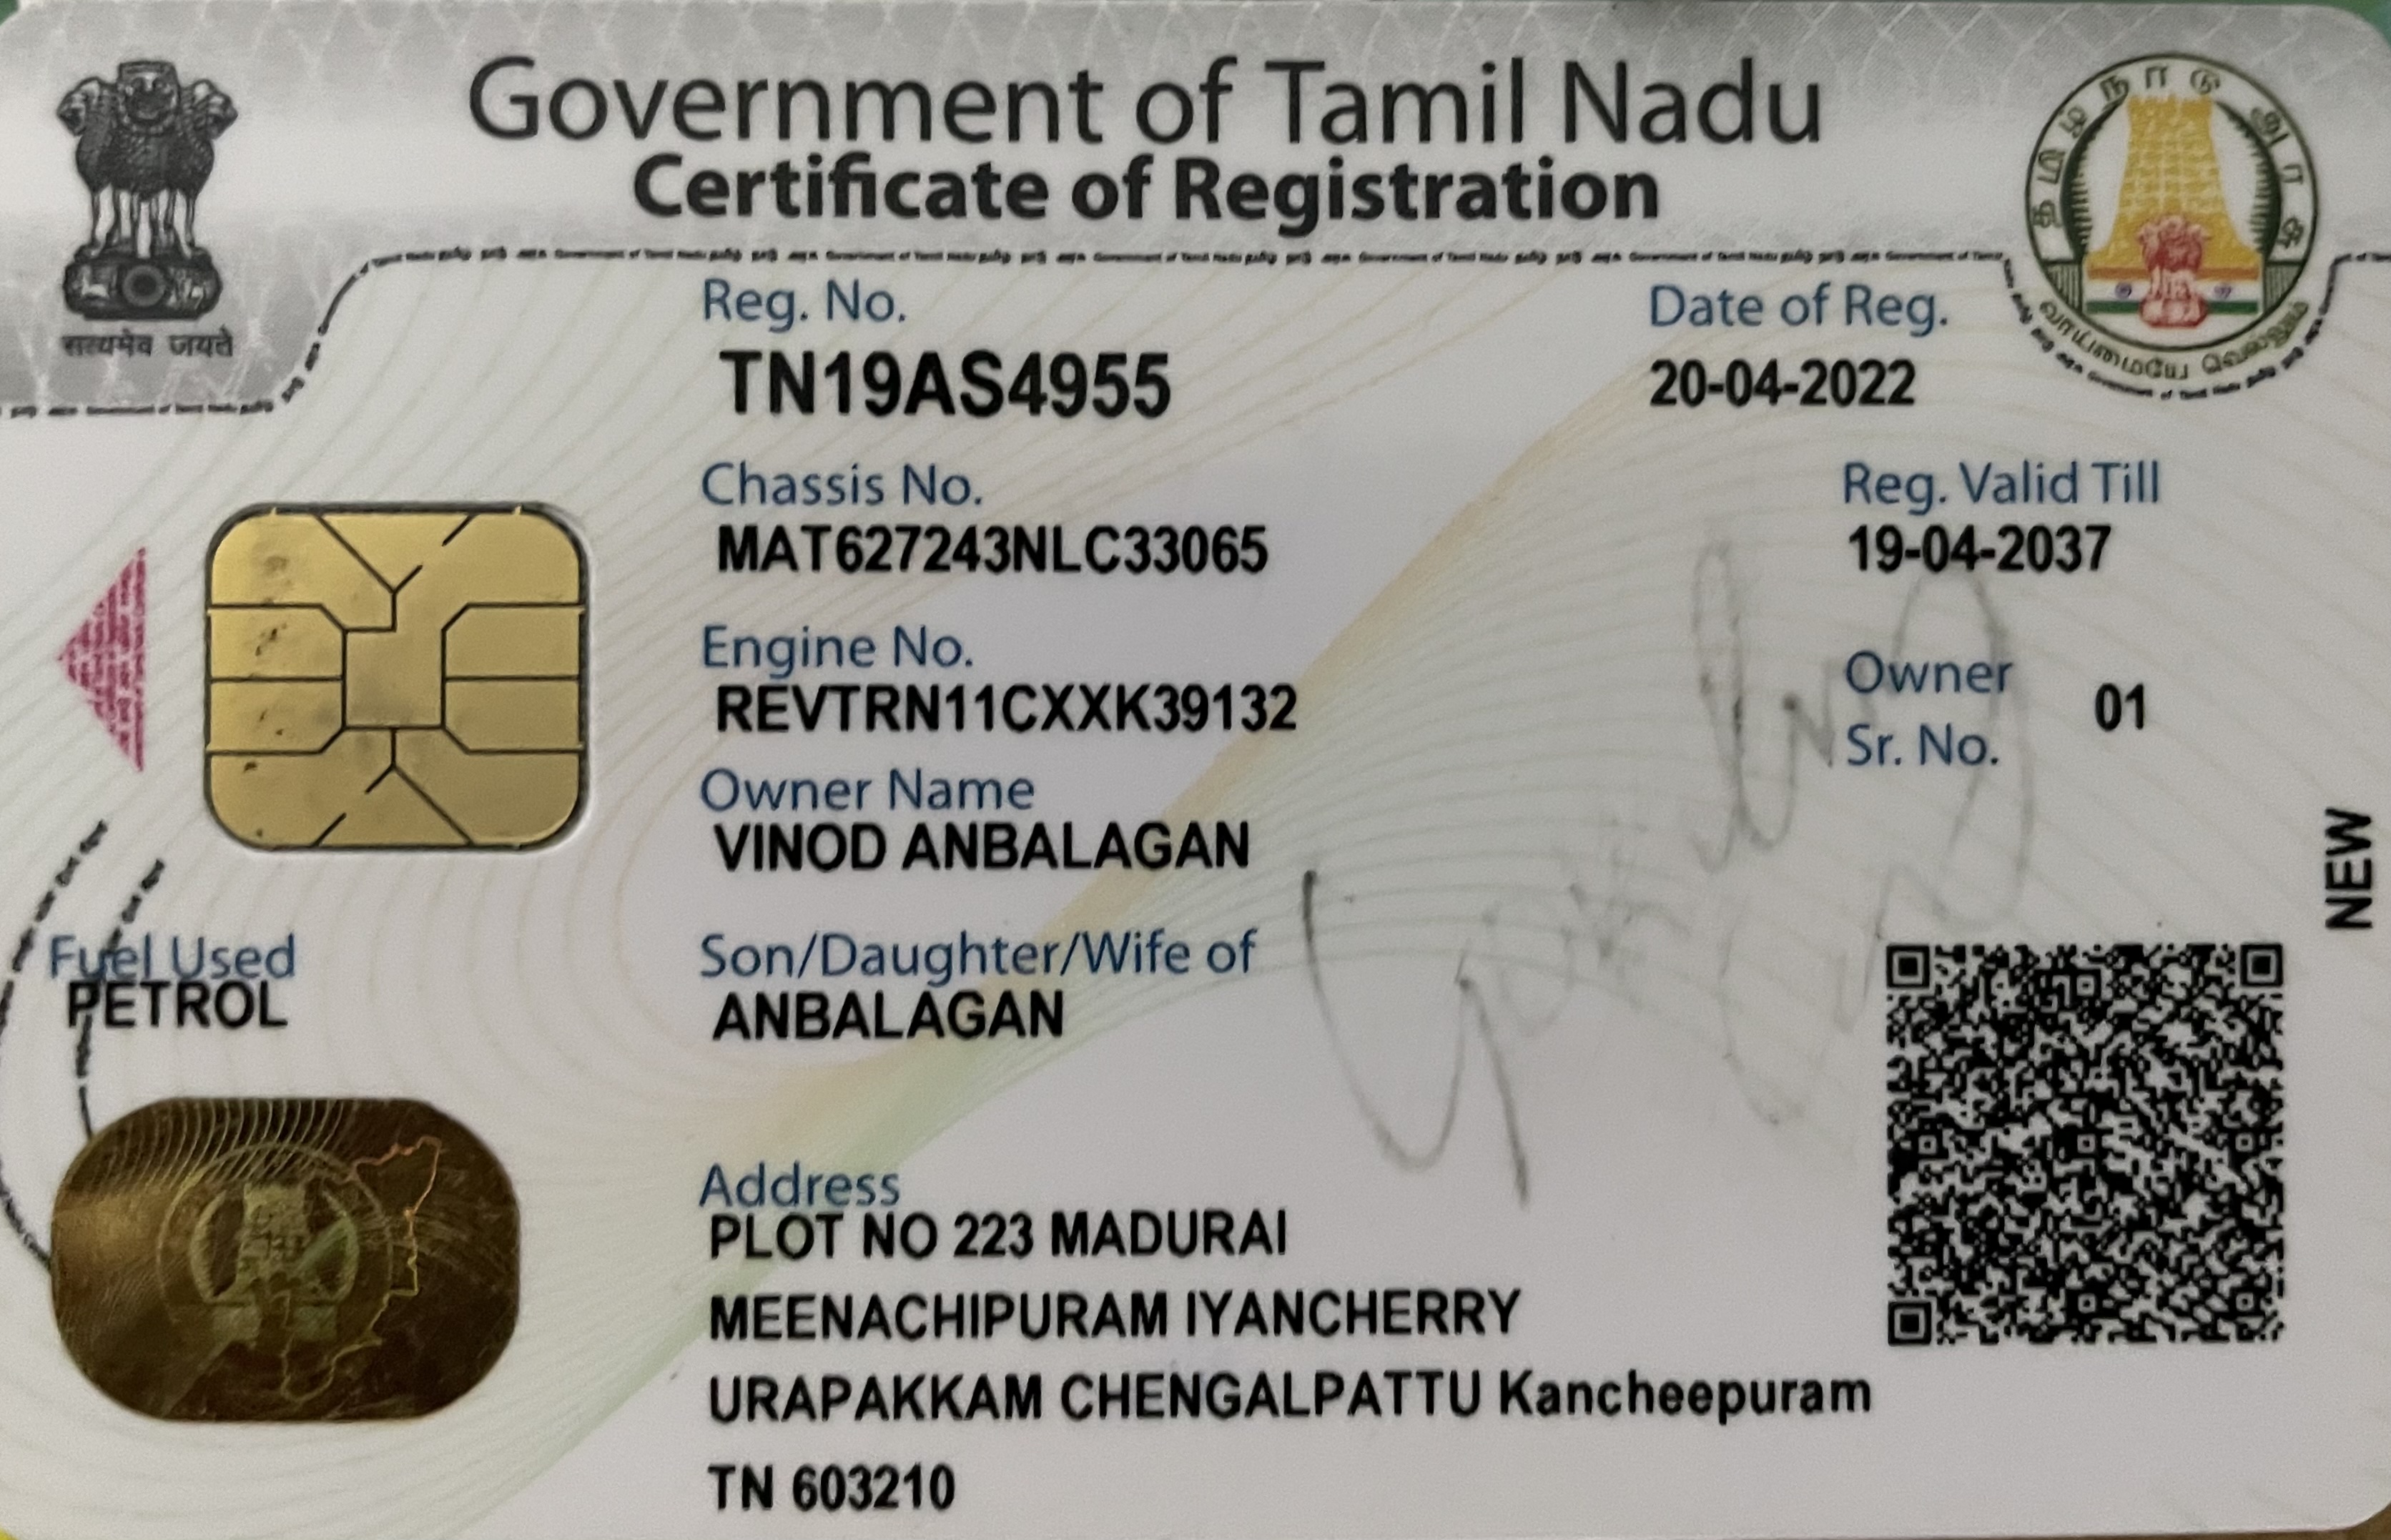 Government of Tamil Nadu
Certificate of Registration
सत्यमेव जयते
தமிழ்நாடு அரசு
வாய்மையே வெல்லும்
Reg. No.
TN19AS4955
Date of Reg.
20-04-2022
Chassis No.
MAT627243NLC33065
Reg. Valid Till
19-04-2037
Engine No.
REVTRN11CXXK39132
Owner
Sr. No.
01
Owner Name
VINOD ANBALAGAN
NEW
Fuel Used
PETROL
Son/Daughter/Wife of
ANBALAGAN
Address
PLOT NO 223 MADURAI
MEENACHIPURAM IYANCHERRY
URAPAKKAM CHENGALPATTU Kancheepuram
TN 603210